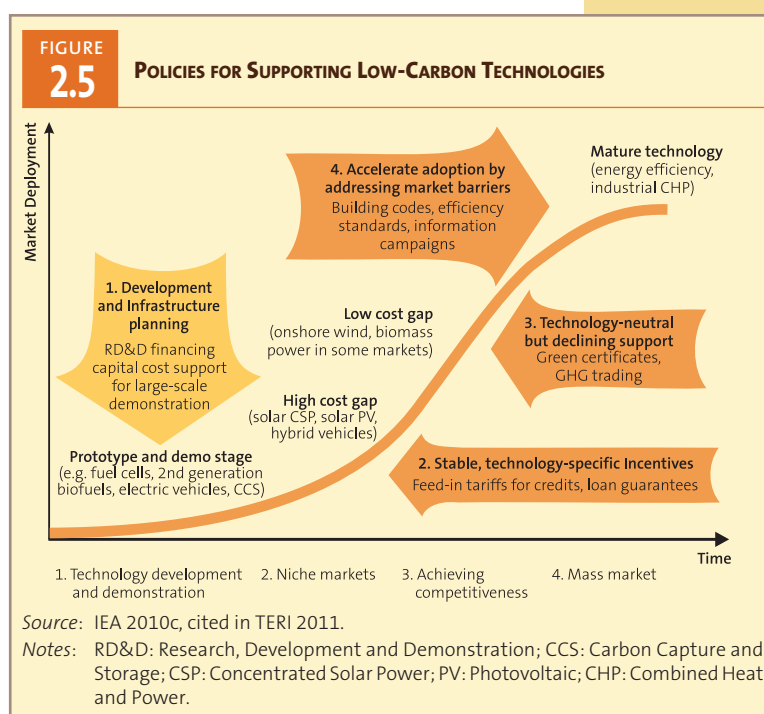 FIGURE
2.5
POLICIES FOR SUPPORTING LOW-CARBON TECHNOLOGIES
Market Deployment
4. Accelerate adoption by
addressing market barriers
Building codes, efficiency
standards, information
campaigns
Mature technology
(energy efficiency,
industrial CHP)
1. Development
and Infrastructure
planning
RD&D financing
capital cost support
for large-scale
demonstration
Low cost gap
(onshore wind, biomass
power in some markets)
3. Technology-neutral
but declining support
Green certificates,
GHG trading
High cost gap
(solar CSP, solar PV,
hybrid vehicles)
Prototype and demo stage
(e.g. fuel cells, 2nd generation
biofuels, electric vehicles, CCS)
2. Stable, technology-specific Incentives
Feed-in tariffs for credits, loan guarantees
Time
1. Technology development
and demonstration
2. Niche markets
3. Achieving
competitiveness
4. Mass market
Source: IEA 2010c, cited in TERI 2011.
Notes: RD&D: Research, Development and Demonstration; CCS: Carbon Capture and
Storage; CSP: Concentrated Solar Power; PV: Photovoltaic; CHP: Combined Heat
and Power.